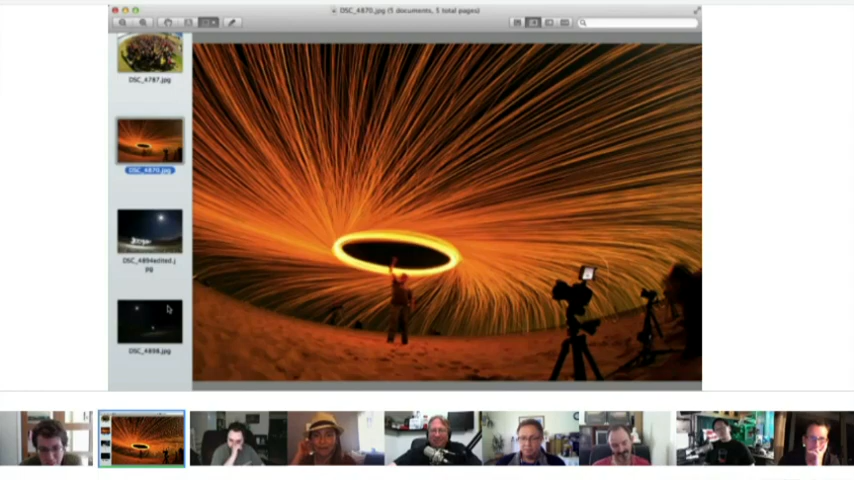 DSC_4870.jpg (5 documents, 5 total pages)
DSC_4787.jpg
DSC_4870.jpg
DSC_4894edited.j
pg
DSC_4898.jpg